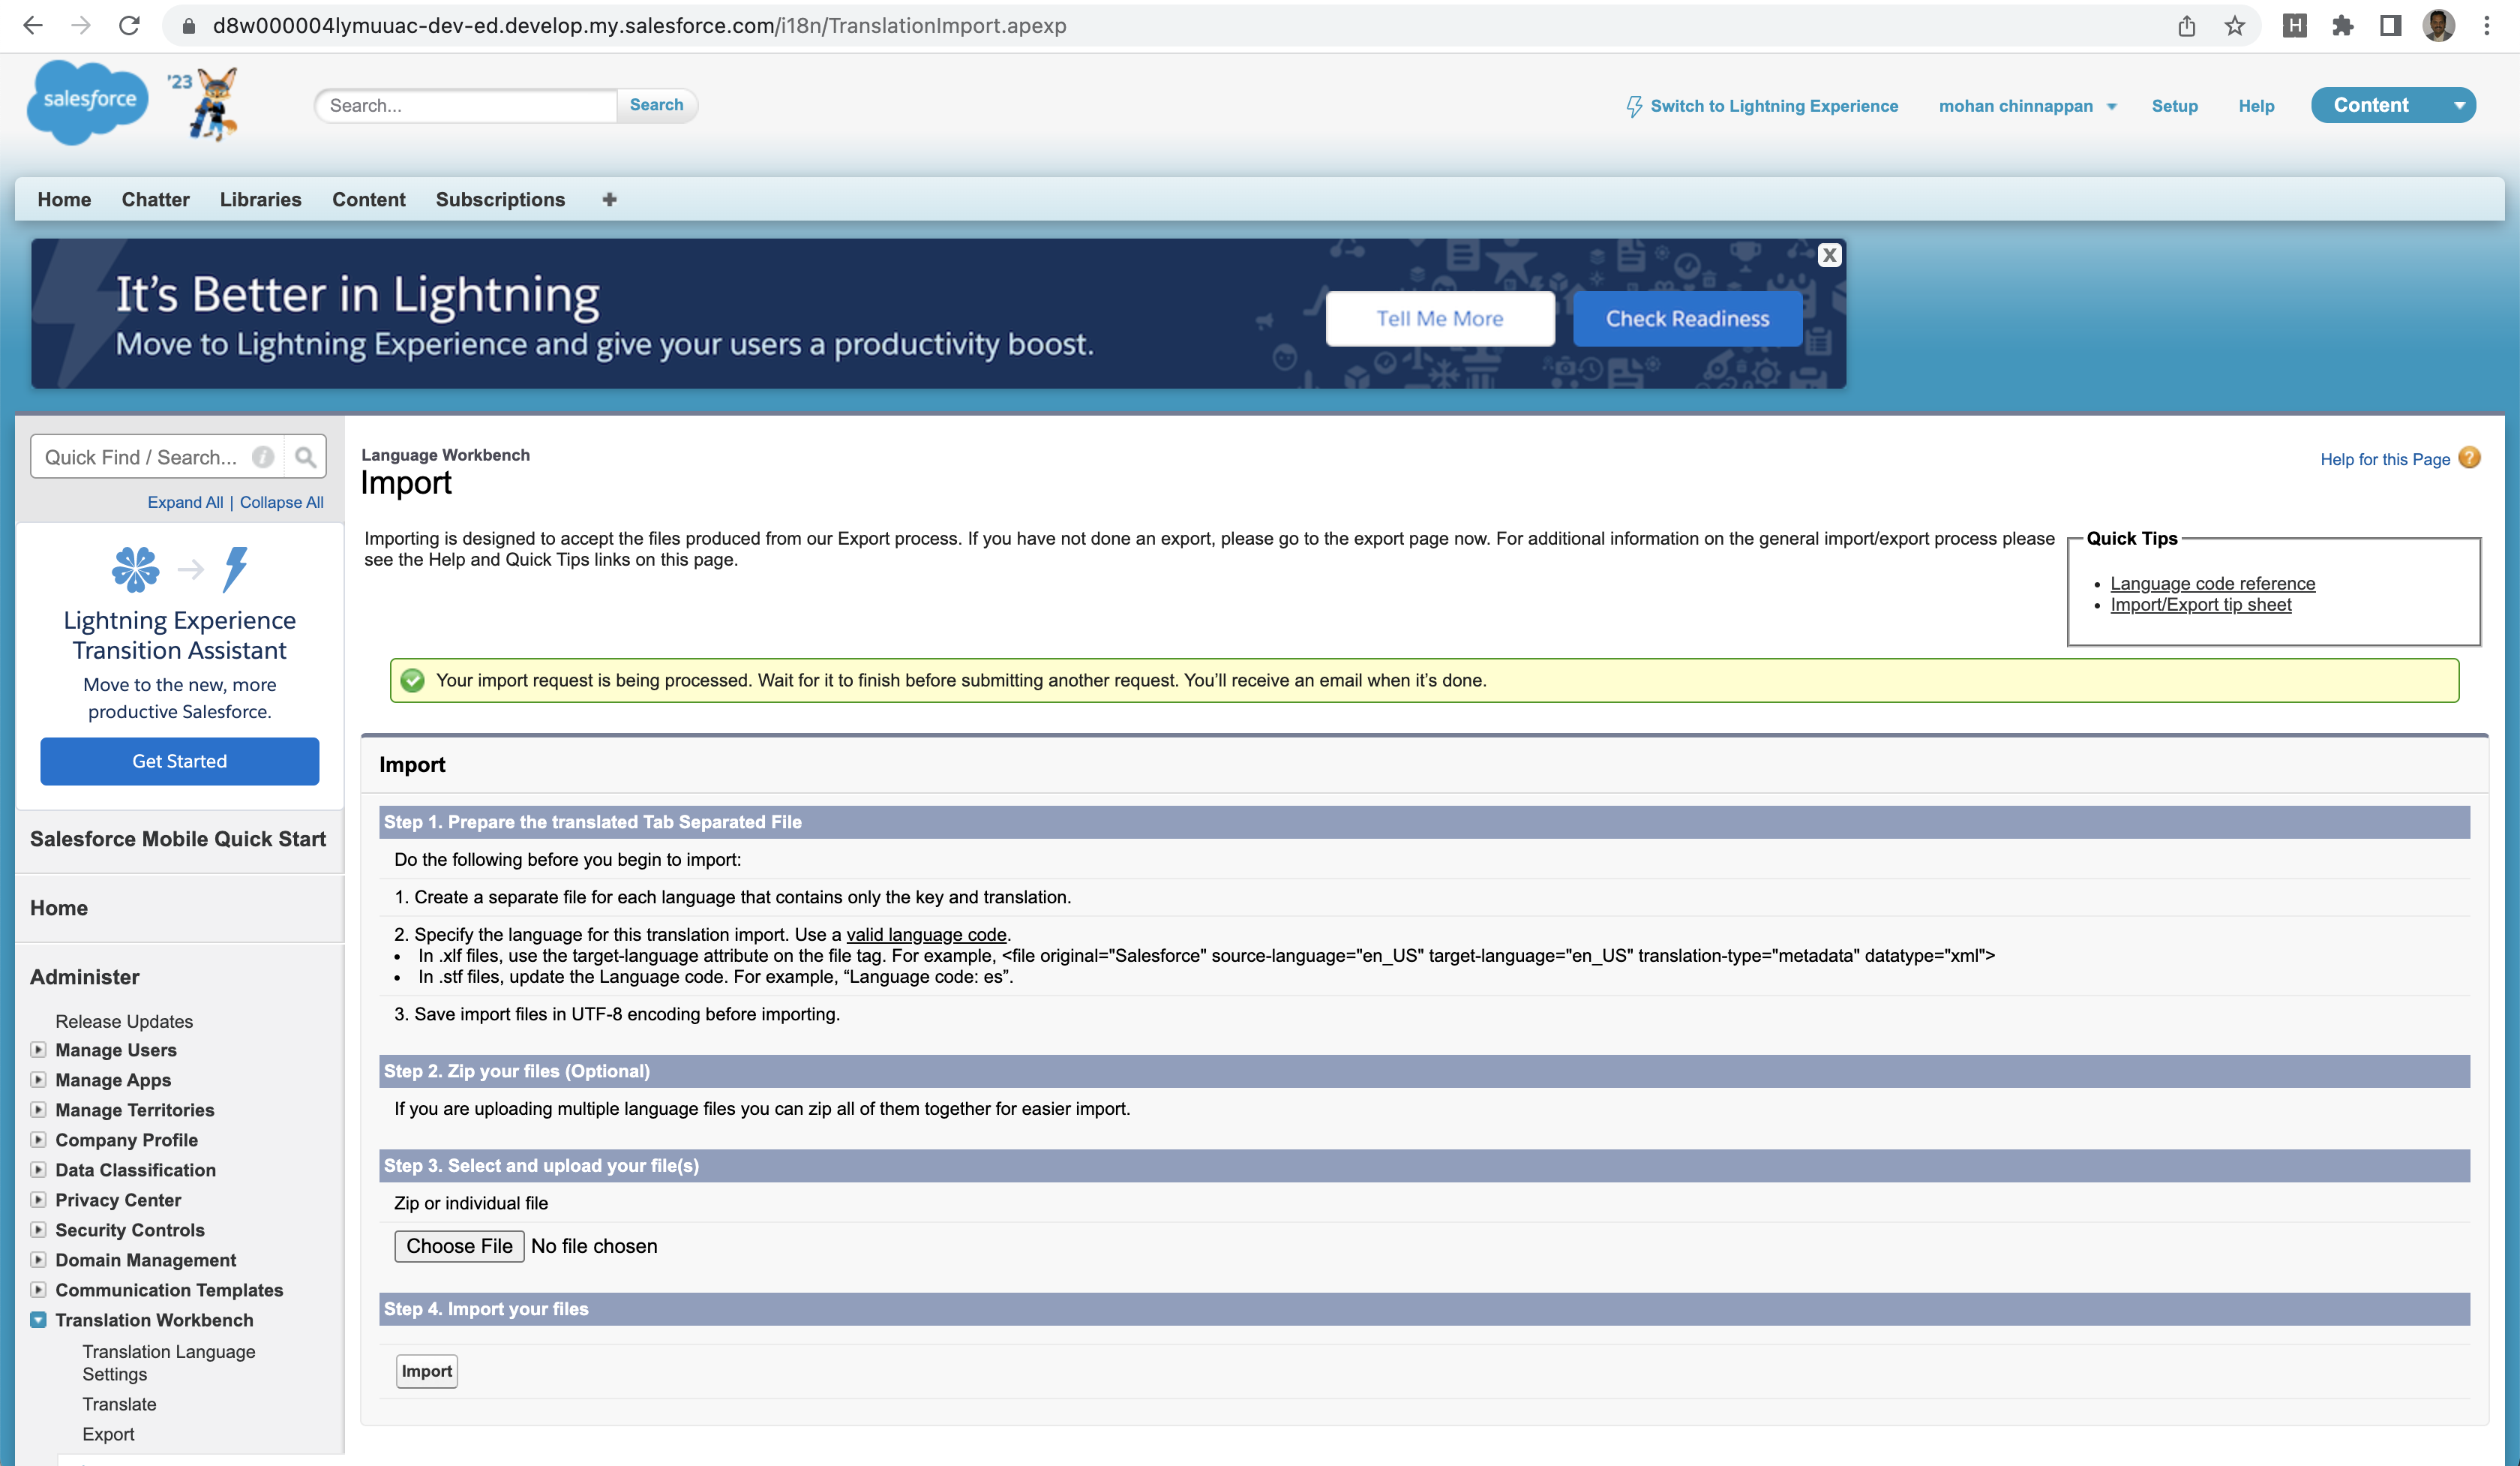 d8w000004lymuuac-dev-ed.develop.my.salesforce.com/i18n/TranslationImport.apexp
H
salesforce
'23
Search...
Search
Switch to Lightning Experience
mohan chinnappan
Setup
Help
Content
Home
Chatter
Libraries
Content
Subscriptions
It's Better in Lightning
Move to Lightning Experience and give your users a productivity boost.
Tell Me More
Check Readiness
X
Quick Find / Search...
Expand All | Collapse All
Lightning Experience
Transition Assistant
Move to the new, more
productive Salesforce.
Get Started
Salesforce Mobile Quick Start
Home
Administer
Release Updates
Manage Users
Manage Apps
Manage Territories
Company Profile
Data Classification
Privacy Center
Security Controls
Domain Management
Communication Templates
Translation Workbench
Translation Language
Settings
Translate
Export
Language Workbench
Import
Help for this Page
Importing is designed to accept the files produced from our Export process. If you have not done an export, please go to the export page now. For additional information on the general import/export process please
see the Help and Quick Tips links on this page.
Quick Tips
• Language code reference
• Import/Export tip sheet
Your import request is being processed. Wait for it to finish before submitting another request. You’ll receive an email when it’s done.
Import
Step 1. Prepare the translated Tab Separated File
Do the following before you begin to import:
1. Create a separate file for each language that contains only the key and translation.
2. Specify the language for this translation import. Use a valid language code.
• In .xlf files, use the target-language attribute on the file tag. For example, <file original="Salesforce" source-language="en_US" target-language="en_US" translation-type="metadata" datatype="xml">
• In .stf files, update the Language code. For example, “Language code: es”.
3. Save import files in UTF-8 encoding before importing.
Step 2. Zip your files (Optional)
If you are uploading multiple language files you can zip all of them together for easier import.
Step 3. Select and upload your file(s)
Zip or individual file
Choose File No file chosen
Step 4. Import your files
Import